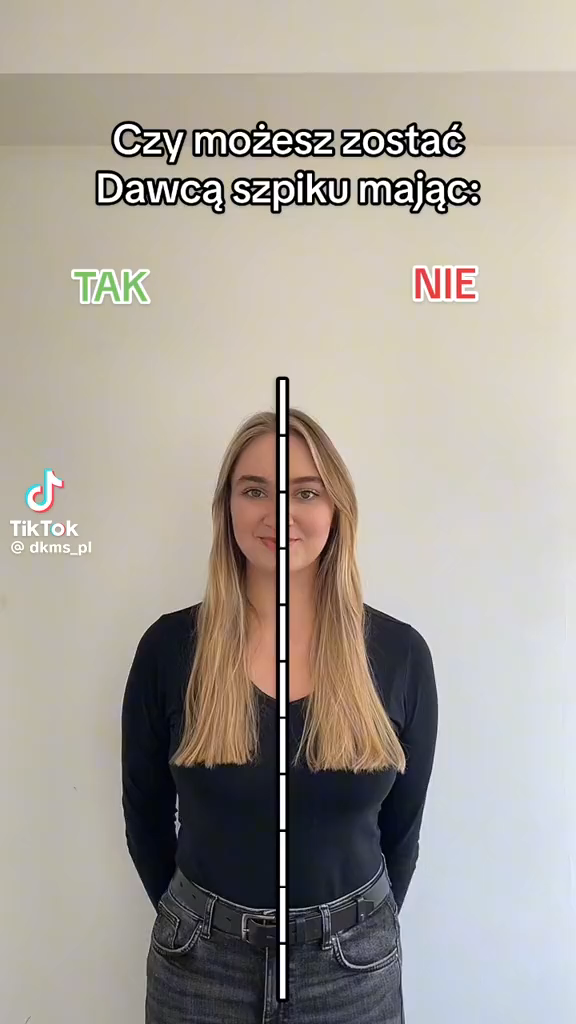 Czy możesz zostać
Dawcą szpiku mając:
TAK
NIE
TikTok
@ dkms_pl